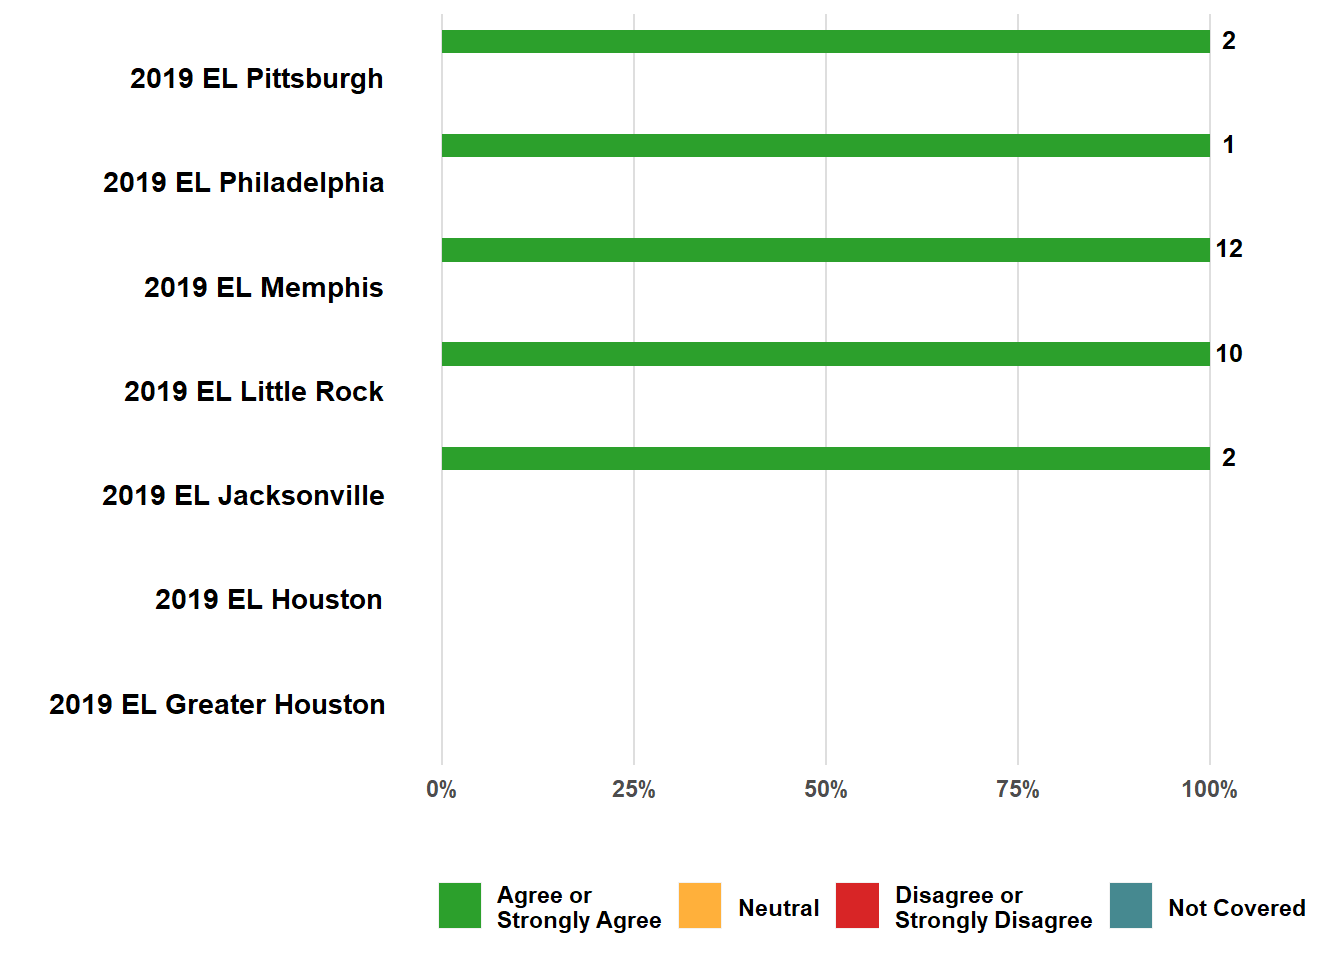 2
2019 EL Pittsburgh
1
2019 EL Philadelphia
12
2019 EL Memphis
10
2019 EL Little Rock
2
2019 EL Jacksonville
2019 EL Houston
2019 EL Greater Houston
0% 25% 50% 75% 100%
Agree or
Strongly Agree
Neutral
Disagree or
Strongly Disagree
Not Covered